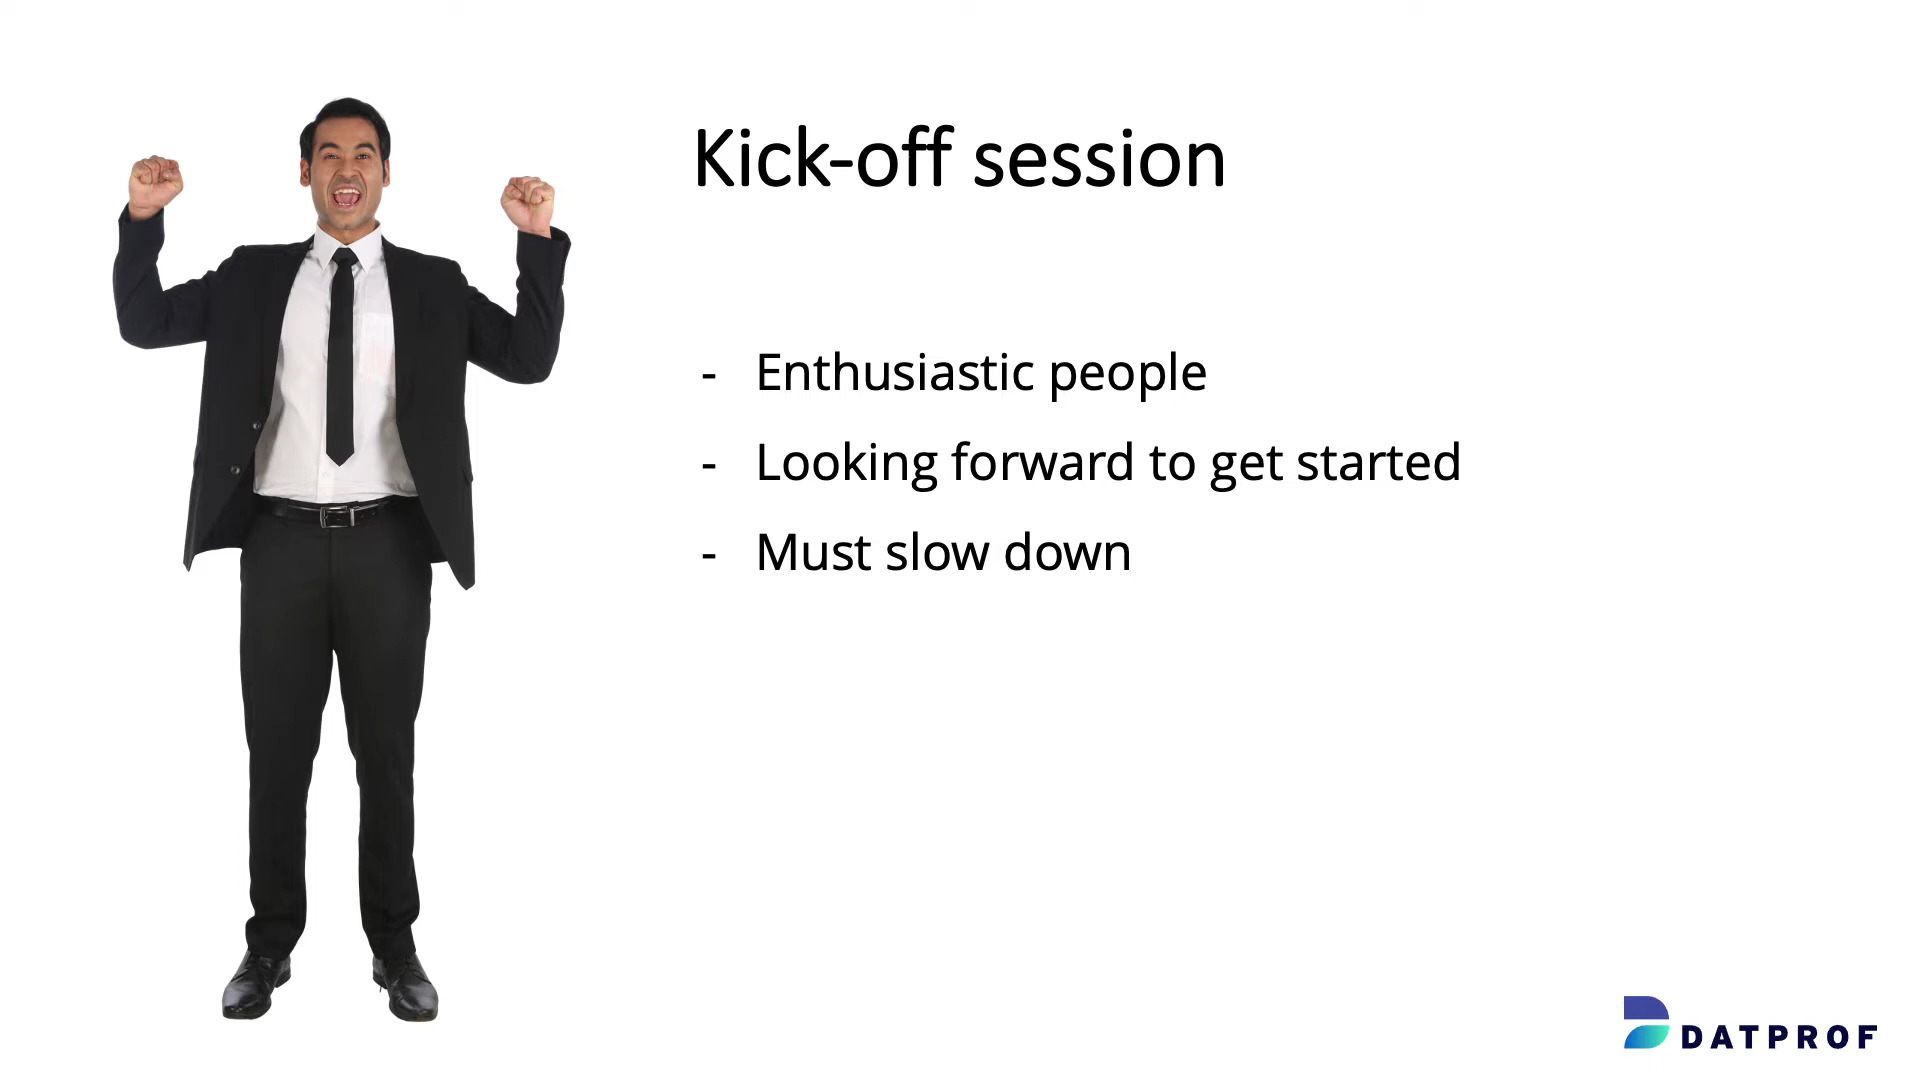 Kick-off session
- Enthusiastic people
- Looking forward to get started
- Must slow down
DATPROF